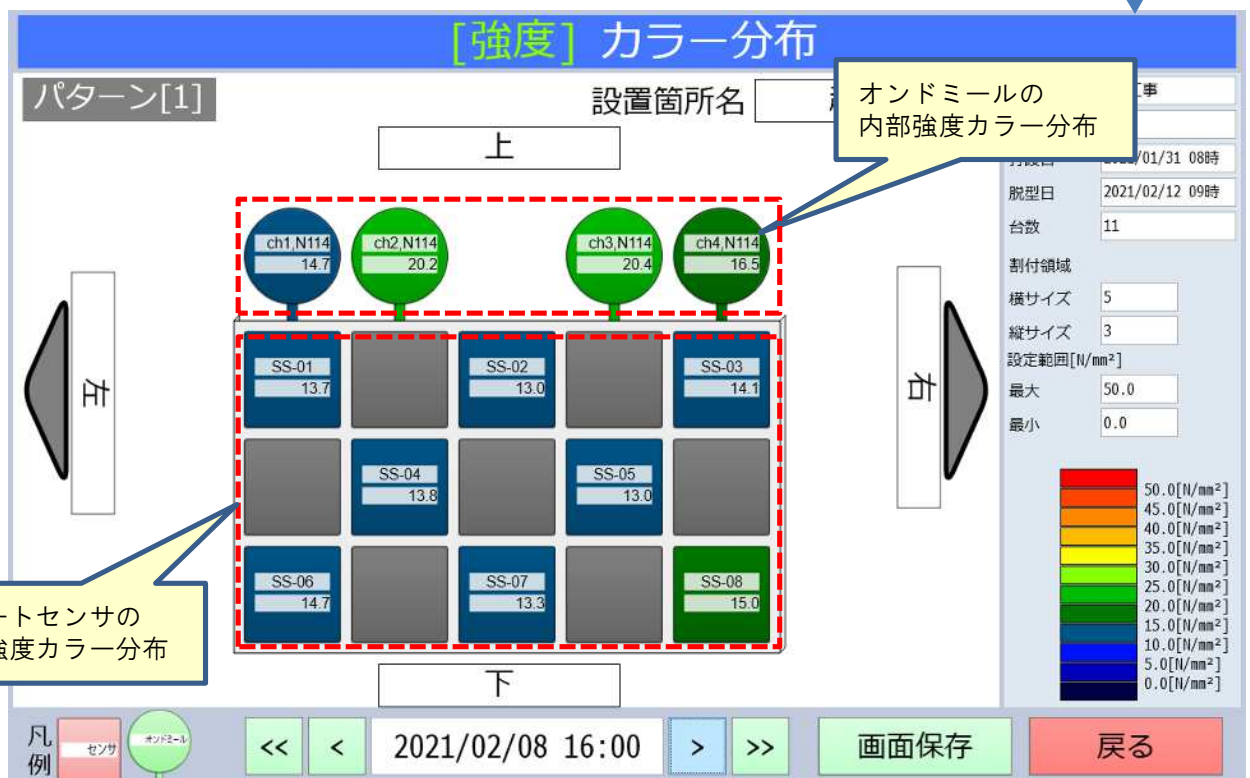 [強度] カラー分布
パターン[1]
設置箇所名
オンドミールの
内部強度カラー分布
工事
上
/01/31 08時
脱型日 2021/02/12 09時
台数 11
割付領域
横サイズ 5
縦サイズ 3
設定範囲[N/mm²]
最大 50.0
最小 0.0
ch1,N114
14.7
ch2,N114
20.2
ch3,N114
20.4
ch4,N114
16.5
左
右
SS-01
13.7
SS-02
13.0
SS-03
14.1
SS-04
13.8
SS-05
13.0
SS-06
14.7
SS-07
13.3
SS-08
15.0
ートセンサの
強度カラー分布
50.0[N/mm²]
45.0[N/mm²]
40.0[N/mm²]
35.0[N/mm²]
30.0[N/mm²]
25.0[N/mm²]
20.0[N/mm²]
15.0[N/mm²]
10.0[N/mm²]
5.0[N/mm²]
0.0[N/mm²]
下
凡例
センサ
オンドミール
<< < 2021/02/08 16:00 > >> 画面保存 戻る